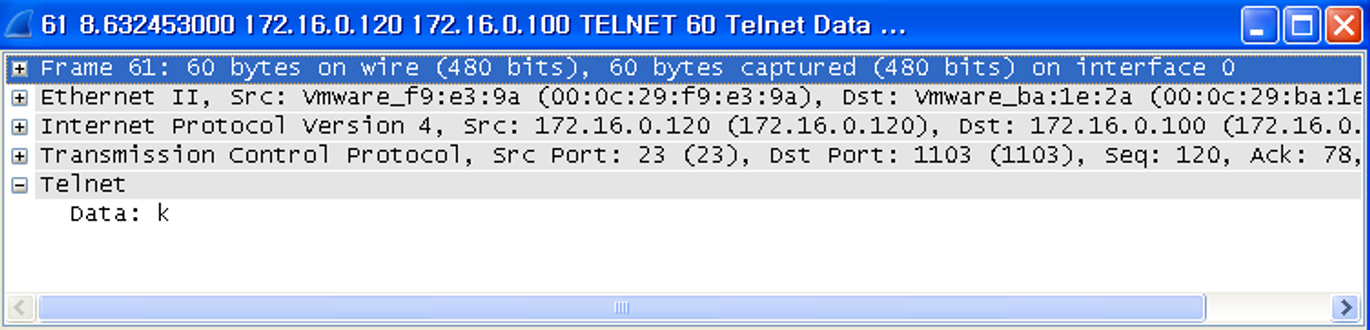 61 8.632453000 172.16.0.120 172.16.0.100 TELNET 60 Telnet Data ...
Frame 61: 60 bytes on wire (480 bits), 60 bytes captured (480 bits) on interface 0
Ethernet II, Src: Vmware_f9:e3:9a (00:0c:29:f9:e3:9a), Dst: Vmware_ba:1e:2a (00:0c:29:ba:1e
Internet Protocol Version 4, Src: 172.16.0.120 (172.16.0.120), Dst: 172.16.0.100 (172.16.0.
Transmission Control Protocol, Src Port: 23 (23), Dst Port: 1103 (1103), Seq: 120, Ack: 78,
Telnet
Data: k